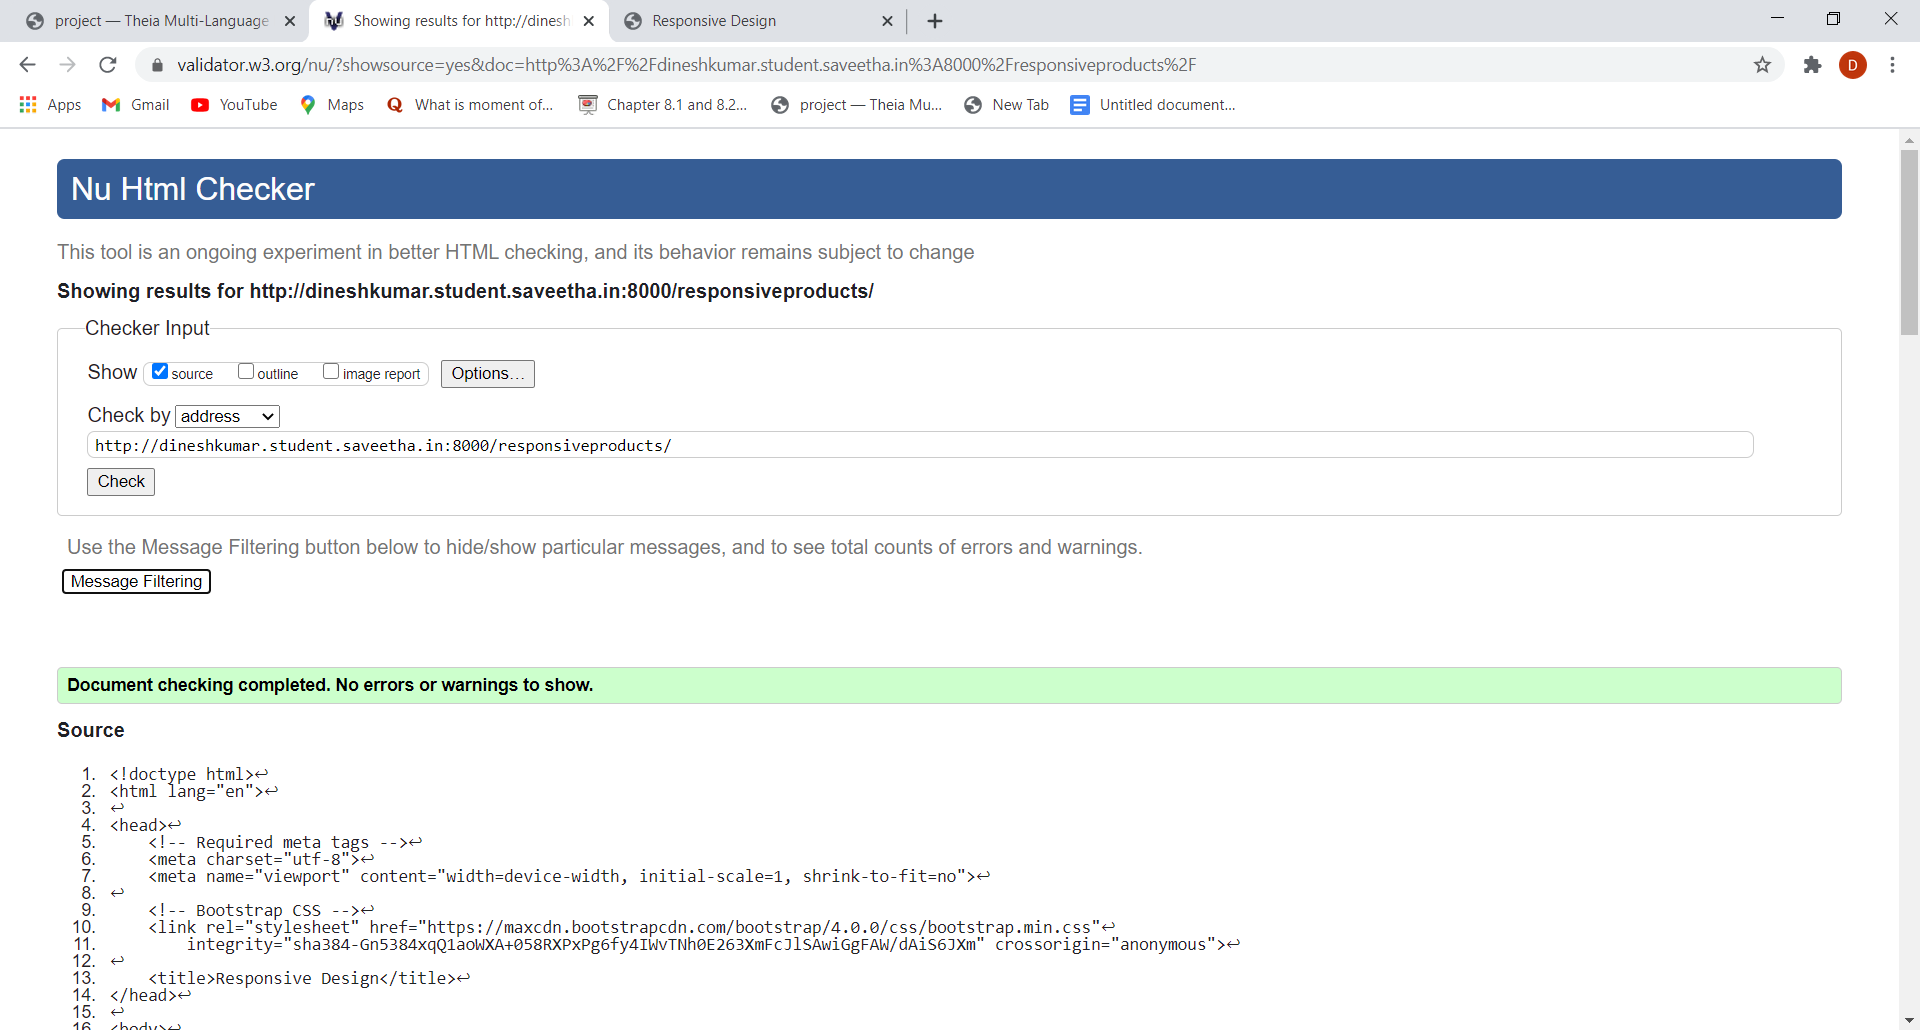 project — Theia Multi-Language
Showing results for http://dinesh
Responsive Design
validator.w3.org/nu/?showsource=yes&doc=http%3A%2F%2Fdineshkumar.student.saveetha.in%3A8000%2Fresponsiveproducts%2F
D
Apps
Gmail
YouTube
Maps
What is moment of...
Chapter 8.1 and 8.2...
project — Theia Mu...
New Tab
Untitled document...
Nu Html Checker
This tool is an ongoing experiment in better HTML checking, and its behavior remains subject to change
Showing results for http://dineshkumar.student.saveetha.in:8000/responsiveproducts/
Checker Input
Show source outline image report Options...
Check by address
http://dineshkumar.student.saveetha.in:8000/responsiveproducts/
Check
Use the Message Filtering button below to hide/show particular messages, and to see total counts of errors and warnings.
Message Filtering
Document checking completed. No errors or warnings to show.
Source
1. <!doctype html>↩
2. <html lang="en">↩
3. ↩
4. <head>↩
5. <!-- Required meta tags -->↩
6. <meta charset="utf-8">↩
7. <meta name="viewport" content="width=device-width, initial-scale=1, shrink-to-fit=no">↩
8. ↩
9. <!-- Bootstrap CSS -->↩
10. <link rel="stylesheet" href="https://maxcdn.bootstrapcdn.com/bootstrap/4.0.0/css/bootstrap.min.css"↩
11. integrity="sha384-Gn5384xqQ1aoWXA+058RXPxPg6fy4IWvTNh0E263XmFcJlSAwiGgFAW/dAiS6JXm" crossorigin="anonymous">↩
12. ↩
13. <title>Responsive Design</title>↩
14. </head>↩
15. ↩
16. <body>↩